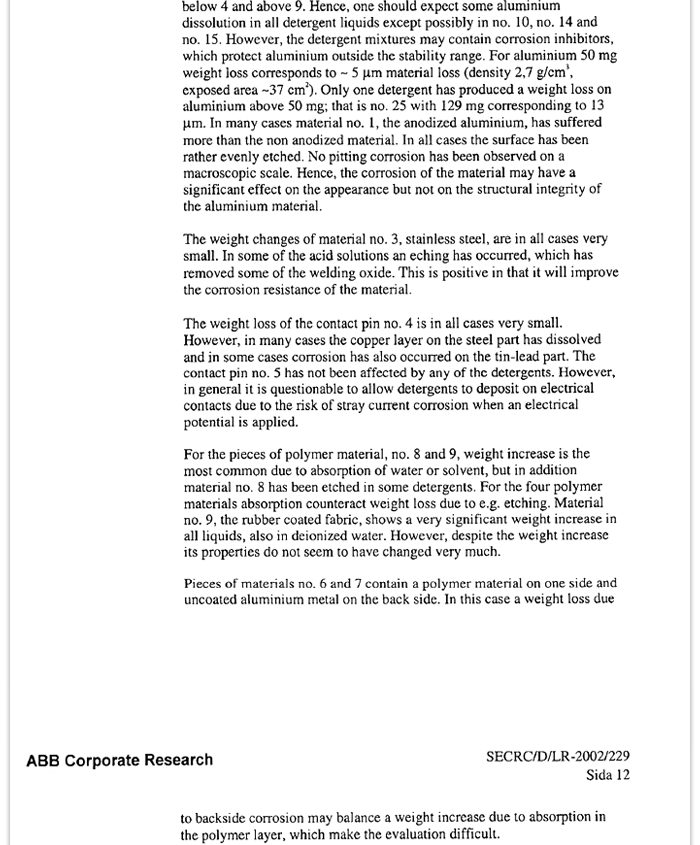 below 4 and above 9. Hence, one should expect some aluminium
dissolution in all detergent liquids except possibly in no. 10, no. 14 and
no. 15. However, the detergent mixtures may contain corrosion inhibitors,
which protect aluminium outside the stability range. For aluminium 50 mg
weight loss corresponds to ~ 5 µm material loss (density 2,7 g/cm³,
exposed area ~37 cm²). Only one detergent has produced a weight loss on
aluminium above 50 mg; that is no. 25 with 129 mg corresponding to 13
µm. In many cases material no. 1, the anodized aluminium, has suffered
more than the non anodized material. In all cases the surface has been
rather evenly etched. No pitting corrosion has been observed on a
macroscopic scale. Hence, the corrosion of the material may have a
significant effect on the appearance but not on the structural integrity of
the aluminium material.
The weight changes of material no. 3, stainless steel, are in all cases very
small. In some of the acid solutions an eching has occurred, which has
removed some of the welding oxide. This is positive in that it will improve
the corrosion resistance of the material.
The weight loss of the contact pin no. 4 is in all cases very small.
However, in many cases the copper layer on the steel part has dissolved
and in some cases corrosion has also occurred on the tin-lead part. The
contact pin no. 5 has not been affected by any of the detergents. However,
in general it is questionable to allow detergents to deposit on electrical
contacts due to the risk of stray current corrosion when an electrical
potential is applied.
For the pieces of polymer material, no. 8 and 9, weight increase is the
most common due to absorption of water or solvent, but in addition
material no. 8 has been etched in some detergents. For the four polymer
materials absorption counteract weight loss due to e.g. etching. Material
no. 9, the rubber coated fabric, shows a very significant weight increase in
all liquids, also in deionized water. However, despite the weight increase
its properties do not seem to have changed very much.
Pieces of materials no. 6 and 7 contain a polymer material on one side and
uncoated aluminium metal on the back side. In this case a weight loss due
ABB Corporate Research
SECRC/D/LR-2002/229
Sida 12
to backside corrosion may balance a weight increase due to absorption in
the polymer layer, which make the evaluation difficult.